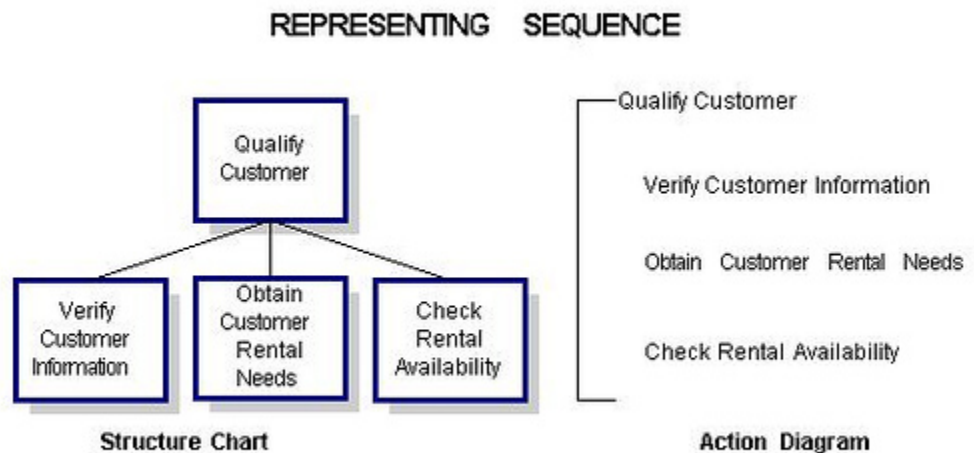 REPRESENTING SEQUENCE
Qualify
Customer
Verify
Customer
Information
Obtain
Customer
Rental
Needs
Check
Rental
Availability
Structure Chart
Qualify Customer
Verify Customer Information
Obtain Customer Rental Needs
Check Rental Availability
Action Diagram